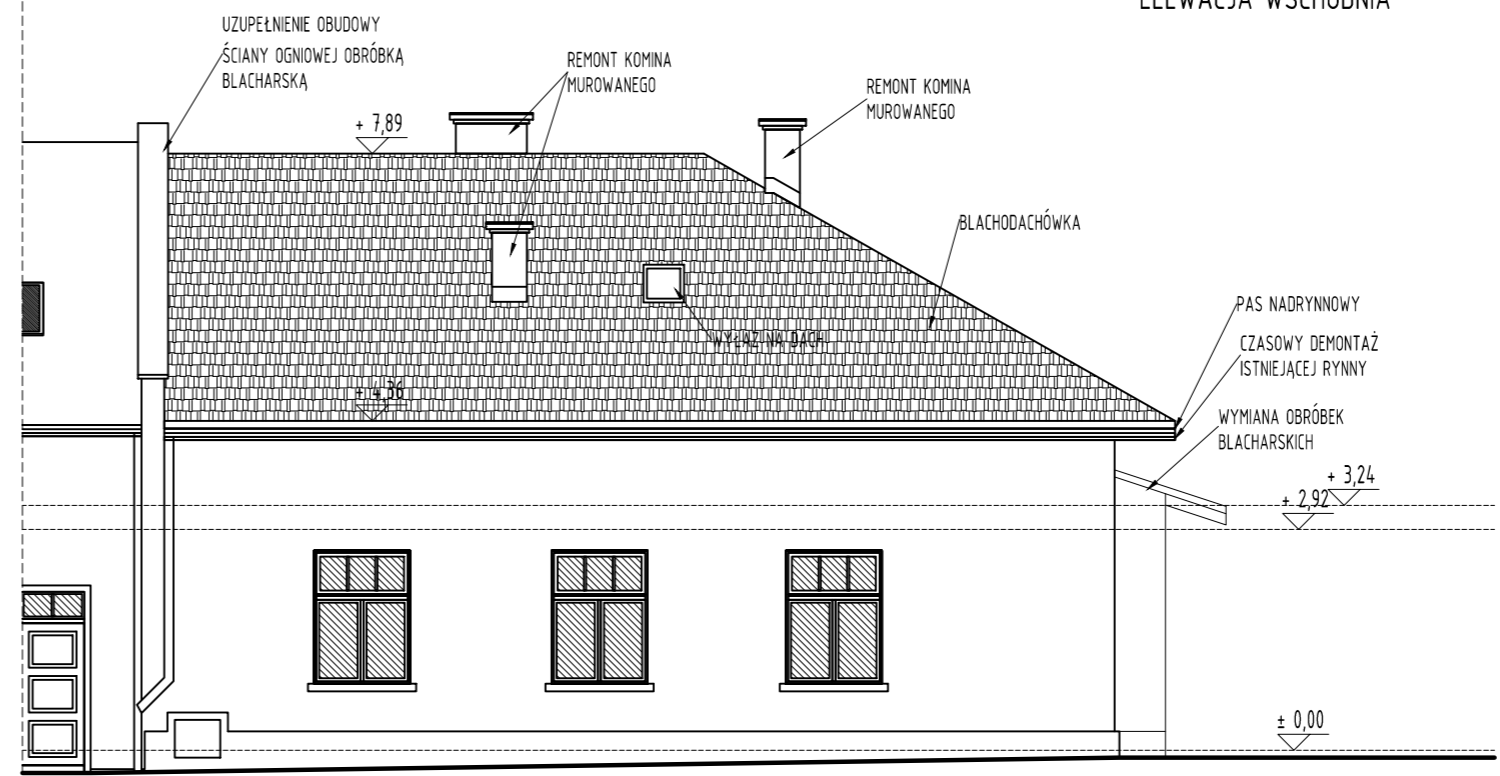 ELEWACJA WSCHODNIA
UZUPEŁNIENIE OBUDOWY
ŚCIANY OGNIOWEJ OBRÓBKĄ
BLACHARSKĄ
REMONT KOMINA
MUROWANEGO
REMONT KOMINA
MUROWANEGO
+ 7,89
BLACHODACHÓWKA
WYŁAZ NA DACH
PAS NADRYNNOWY
CZASOWY DEMONTAŻ
ISTNIEJĄCEJ RYNNY
+ 4,36
WYMIANA OBRÓBEK
BLACHARSKICH
+ 3,24
+ 2,92
± 0,00